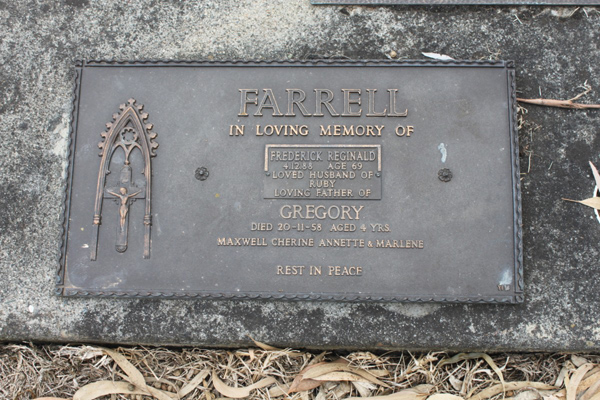 FARRELL
IN LOVING MEMORY OF
FREDERICK REGINALD
4.12.88 AGE 69
LOVED HUSBAND OF
RUBY
LOVING FATHER OF
GREGORY
DIED 20-11-58 AGED 4 YRS.
MAXWELL CHERINE ANNETTE & MARLENE
REST IN PEACE